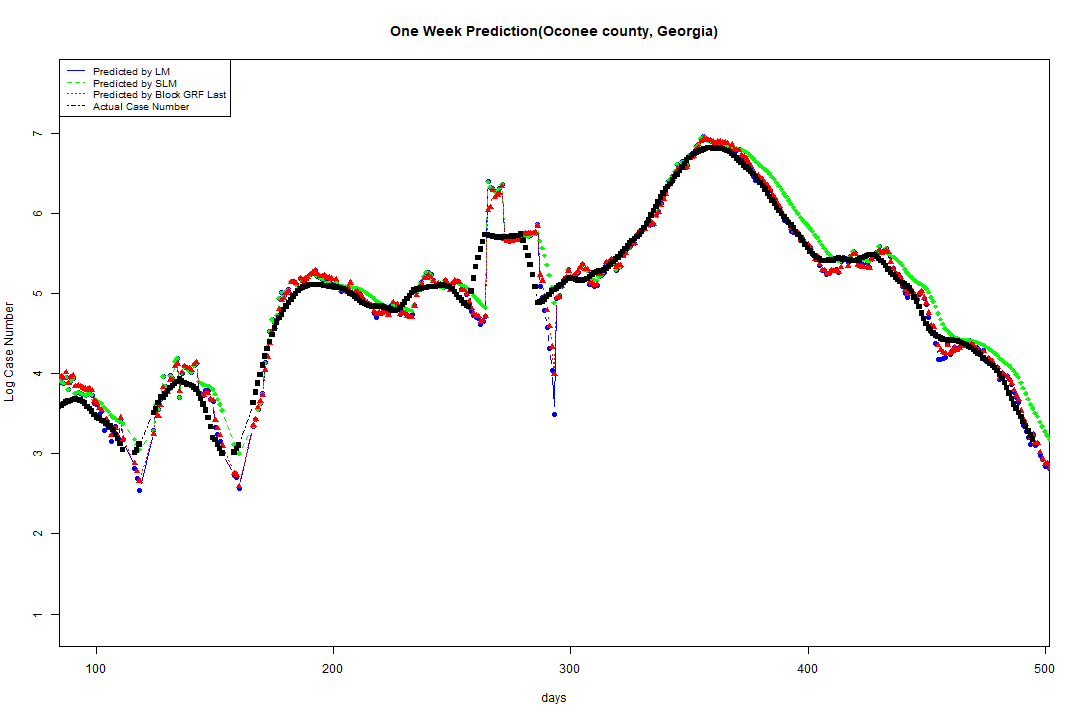 One Week Prediction(Oconee county, Georgia)
Predicted by LM
Predicted by SLM
Predicted by Block GRF Last
Actual Case Number
7
6
5
4
3
2
1
Log Case Number
100 200 300 400 500
days